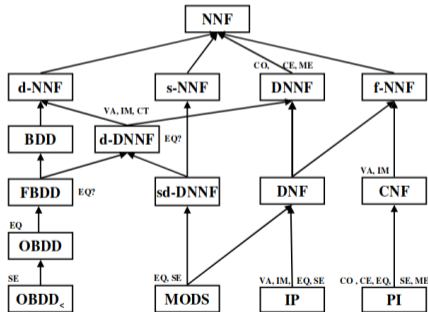 NNF
CO, CE, ME
d-NNF s-NNF DNNF f-NNF
VA, IM, CT
BDD d-DNNF EQ? VA, IM
FBDD EQ? sd-DNNF DNF CNF
EQ
OBDD
SE EQ, SE VA, IM, EQ, SE CO , CE, EQ, SE, ME
OBDD< MODS IP PI